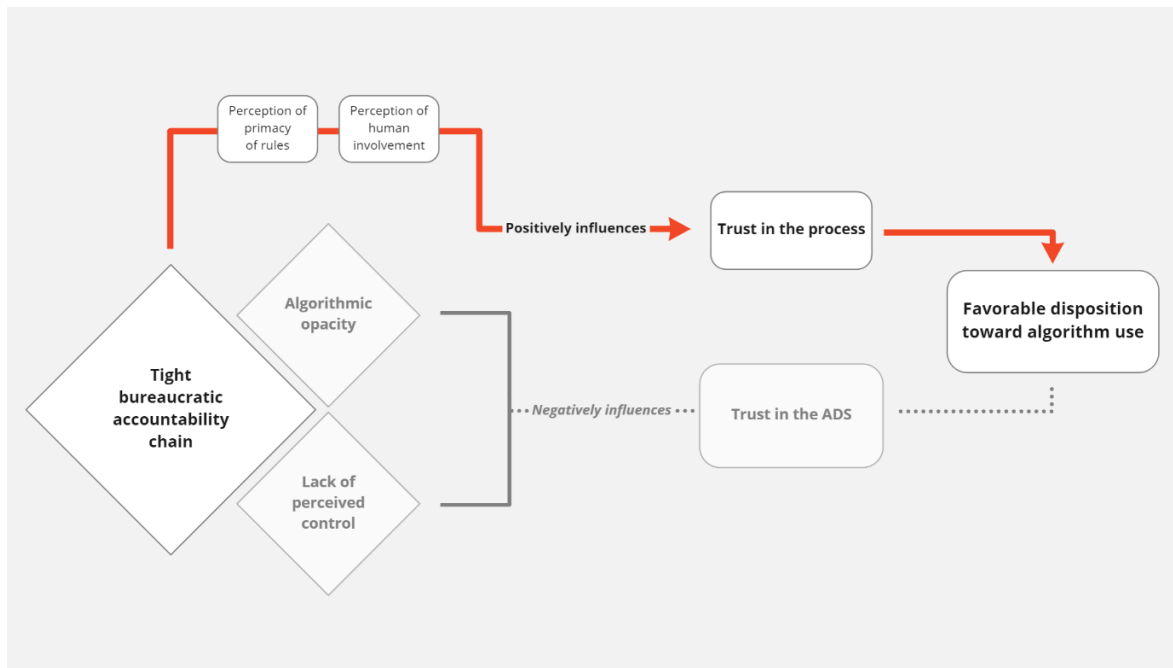 Perception of
primacy
of rules
Perception of
human
involvement
Positively influences
Trust in the process
Favorable disposition
toward algorithm use
Algorithmic
opacity
Tight
bureaucratic
accountability
chain
Negatively influences
Trust in the ADS
Lack of
perceived
control